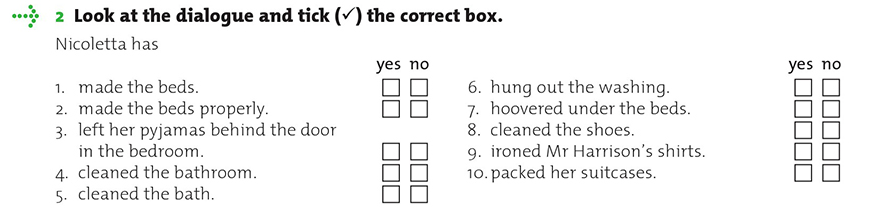 2 Look at the dialogue and tick (✓) the correct box.
Nicoletta has
yes no
1. made the beds.
2. made the beds properly.
3. left her pyjamas behind the door
in the bedroom.
4. cleaned the bathroom.
5. cleaned the bath.
yes no
6. hung out the washing.
7. hoovered under the beds.
8. cleaned the shoes.
9. ironed Mr Harrison's shirts.
10. packed her suitcases.